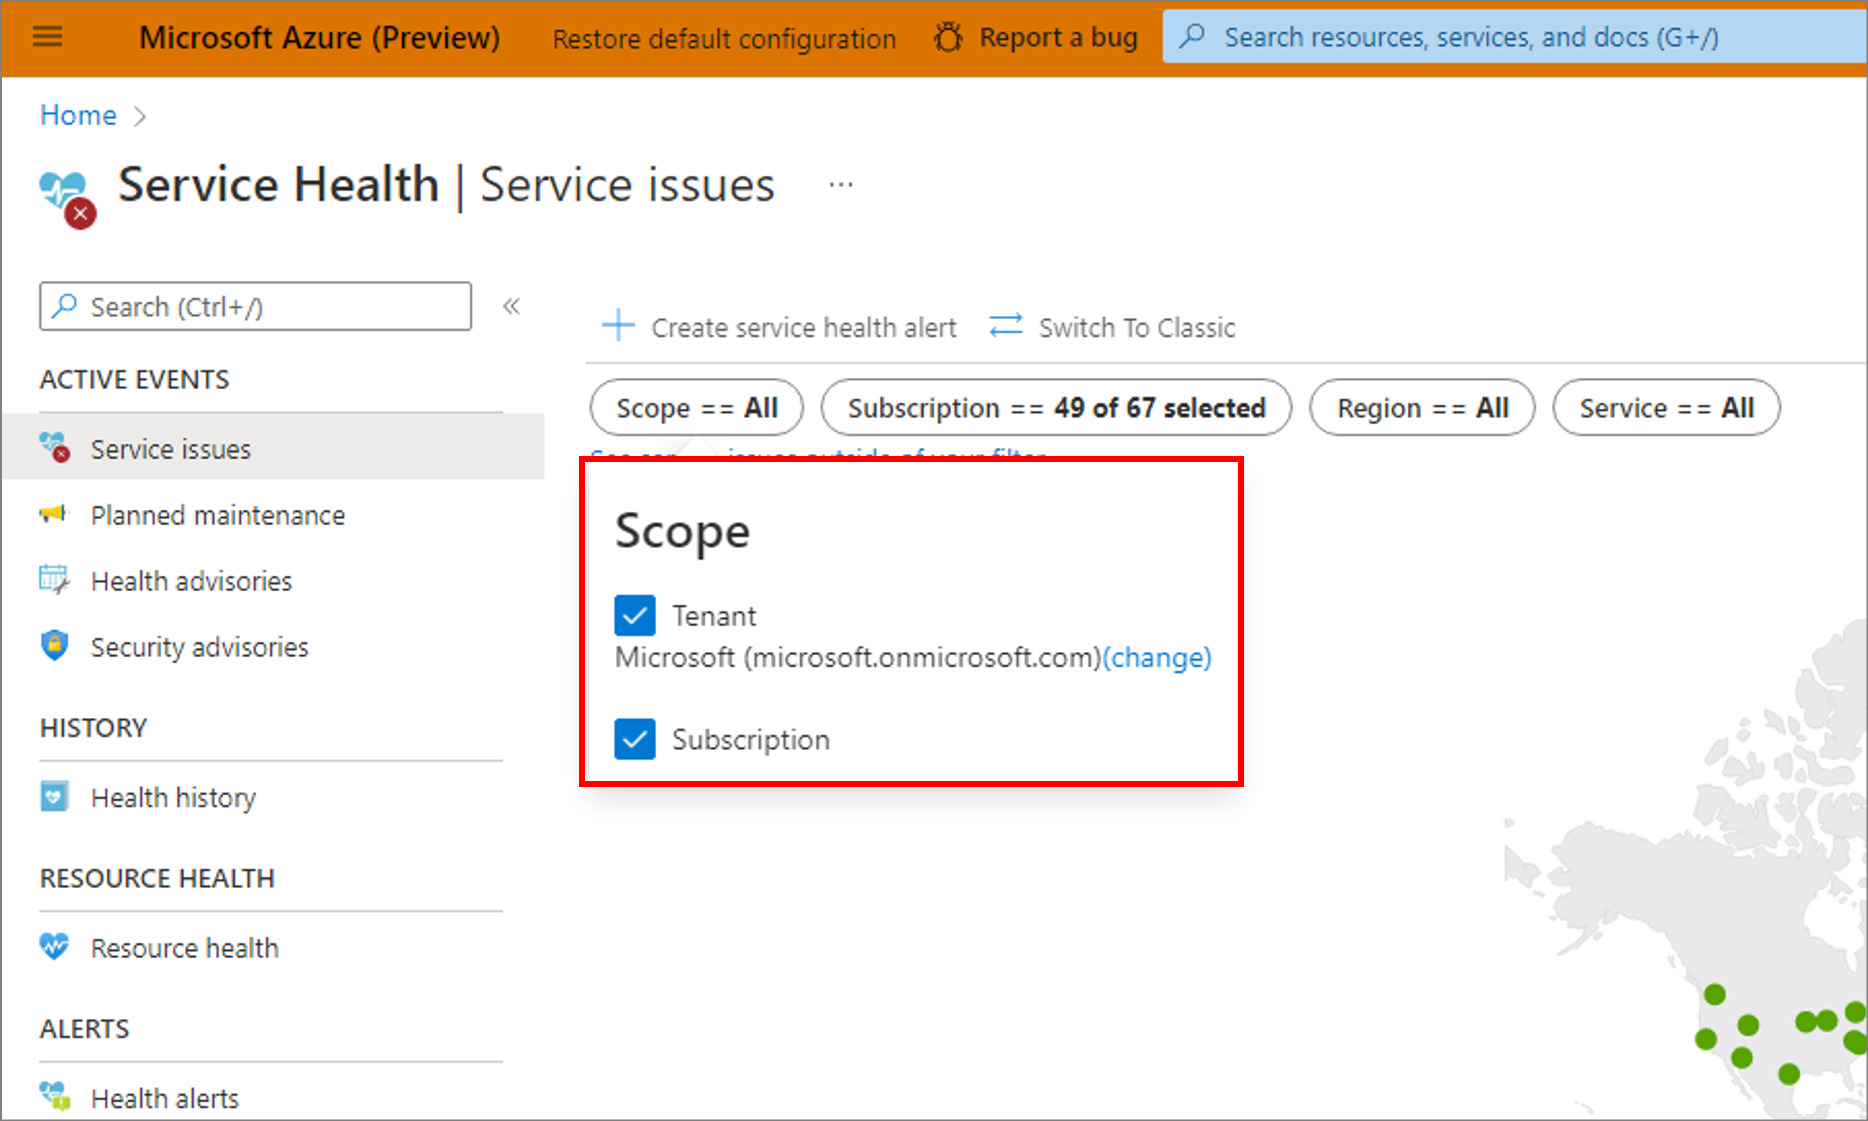 Microsoft Azure (Preview) Restore default configuration Report a bug Search resources, services, and docs (G+/)
Home >
Service Health | Service issues ...
Search (Ctrl+/) «
Create service health alert Switch To Classic
Scope == All Subscription == 49 of 67 selected Region == All Service == All
issues outside of your filter
ACTIVE EVENTS
Service issues
Planned maintenance
Health advisories
Security advisories
HISTORY
Health history
RESOURCE HEALTH
Resource health
ALERTS
Health alerts
Scope
Tenant
Microsoft (microsoft.onmicrosoft.com)(change)
Subscription